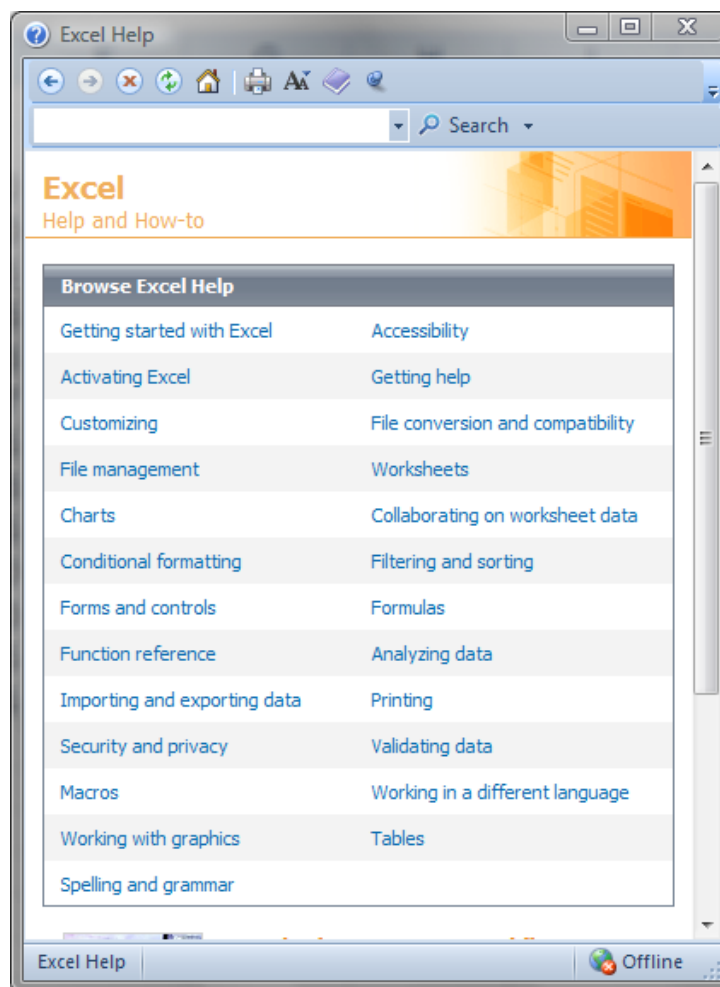 Excel Help
Search
Excel
Help and How-to
Browse Excel Help
Getting started with Excel
Accessibility
Activating Excel
Getting help
Customizing
File conversion and compatibility
File management
Worksheets
Charts
Collaborating on worksheet data
Conditional formatting
Filtering and sorting
Forms and controls
Formulas
Function reference
Analyzing data
Importing and exporting data
Printing
Security and privacy
Validating data
Macros
Working in a different language
Working with graphics
Tables
Spelling and grammar
Excel Help
Offline